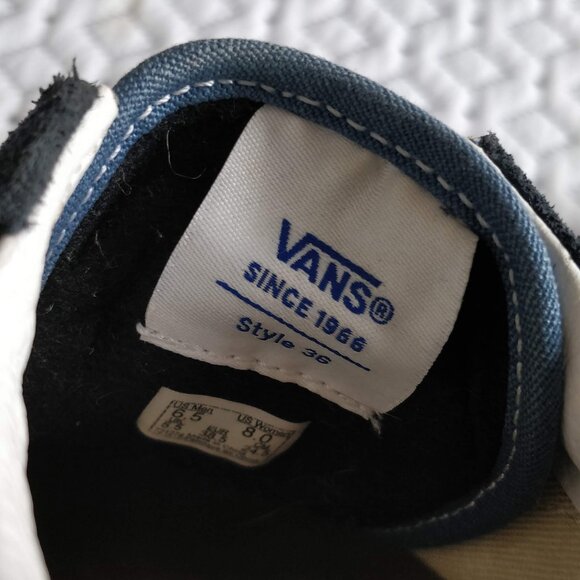 VANS®
SINCE 1966
Style 36
US Men US Women
6.5 8.0